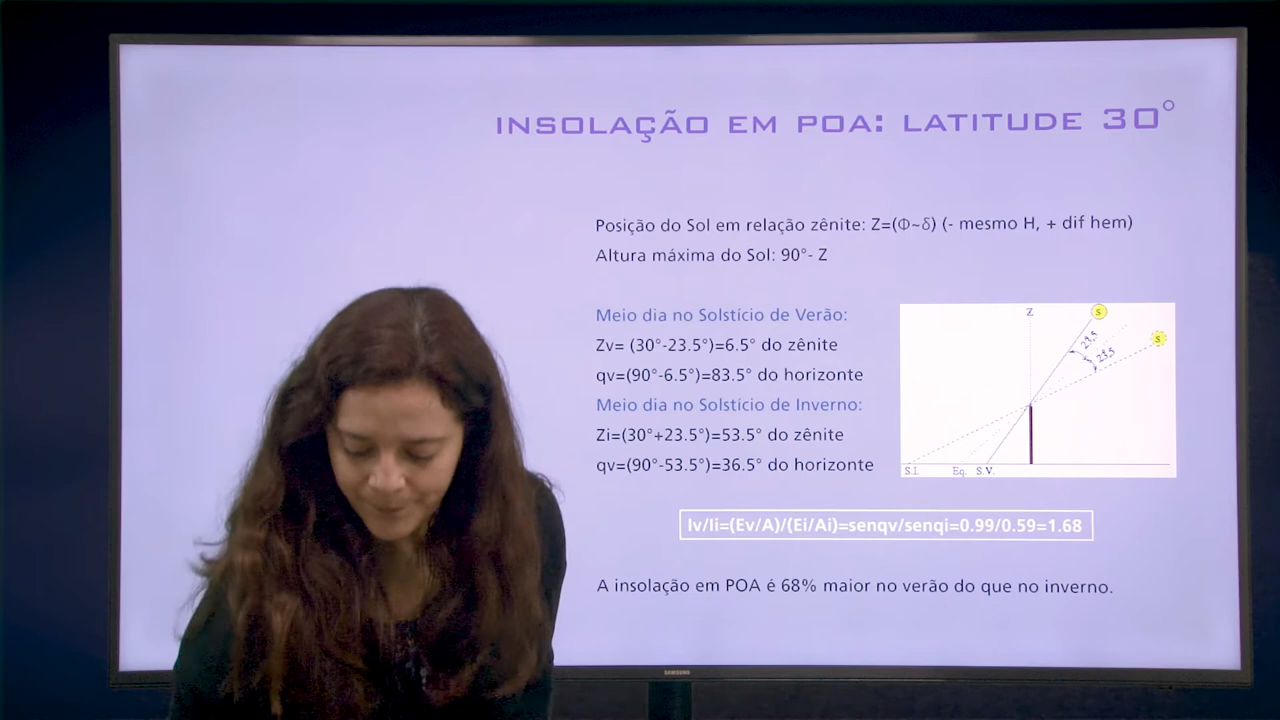 INSOLAÇÃO EM POA: LATITUDE 30°
Posição do Sol em relação zênite: Z=(Φ~δ) (- mesmo H, + dif hem)
Altura máxima do Sol: 90°- Z
Meio dia no Solstício de Verão:
Zv= (30°-23.5°)=6.5° do zênite
qv=(90°-6.5°)=83.5° do horizonte
Meio dia no Solstício de Inverno:
Zi=(30°+23.5°)=53.5° do zênite
qv=(90°-53.5°)=36.5° do horizonte
Z
S
S
23,5
23,5
S.I.
Eq.
S.V.
Iv/Ii=(Ev/A)/(Ei/Ai)=senqv/senqi=0.99/0.59=1.68
A insolação em POA é 68% maior no verão do que no inverno.
SAMSUNG